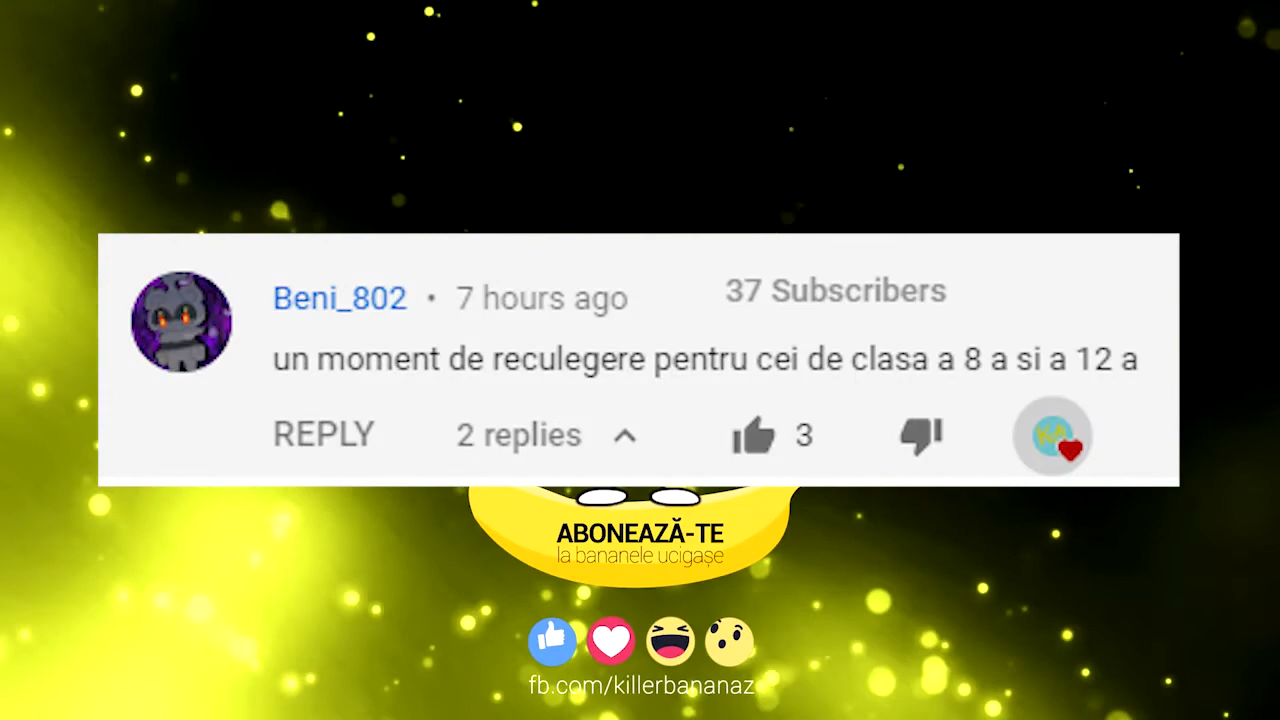 Beni_802 • 7 hours ago 37 Subscribers
un moment de reculegere pentru cei de clasa a 8 a si a 12 a
REPLY 2 replies 3
KA
ABONEAZĂ-TE
la bananele ucigașe
fb.com/killerbananaz